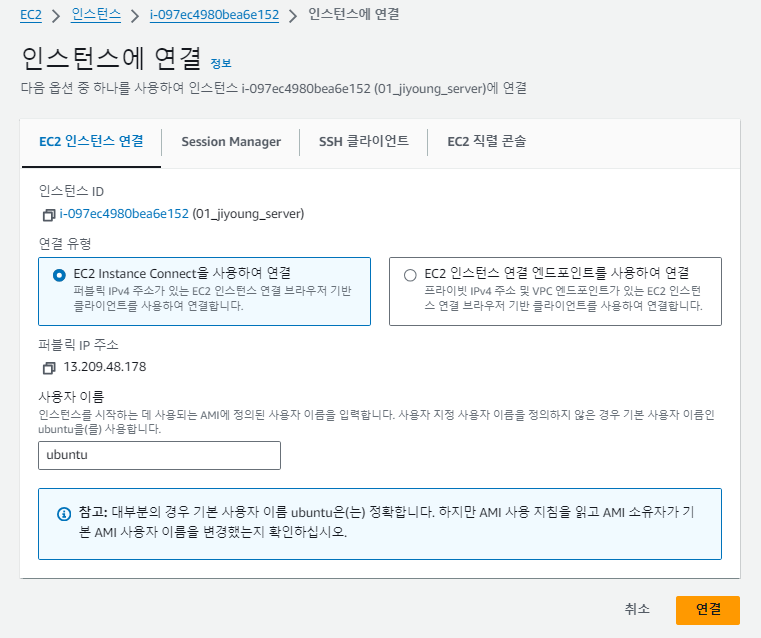 EC2 > 인스턴스 > i-097ec4980bea6e152 > 인스턴스에 연결
인스턴스에 연결 정보
다음 옵션 중 하나를 사용하여 인스턴스 i-097ec4980bea6e152 (01_jiyoung_server)에 연결
EC2 인스턴스 연결 Session Manager SSH 클라이언트 EC2 직렬 콘솔
인스턴스 ID
i-097ec4980bea6e152 (01_jiyoung_server)
연결 유형
EC2 Instance Connect을 사용하여 연결
퍼블릭 IPv4 주소가 있는 EC2 인스턴스 연결 브라우저 기반
클라이언트를 사용하여 연결합니다.
EC2 인스턴스 연결 엔드포인트를 사용하여 연결
프라이빗 IPv4 주소 및 VPC 엔드포인트가 있는 EC2 인스턴
스 연결 브라우저 기반 클라이언트를 사용하여 연결합니다.
퍼블릭 IP 주소
13.209.48.178
사용자 이름
인스턴스를 시작하는 데 사용되는 AMI에 정의된 사용자 이름을 입력합니다. 사용자 지정 사용자 이름을 정의하지 않은 경우 기본 사용자 이름인
ubuntu을(를) 사용합니다.
ubuntu
참고: 대부분의 경우 기본 사용자 이름 ubuntu은(는) 정확합니다. 하지만 AMI 사용 지침을 읽고 AMI 소유자가 기
본 AMI 사용자 이름을 변경했는지 확인하십시오.
취소 연결